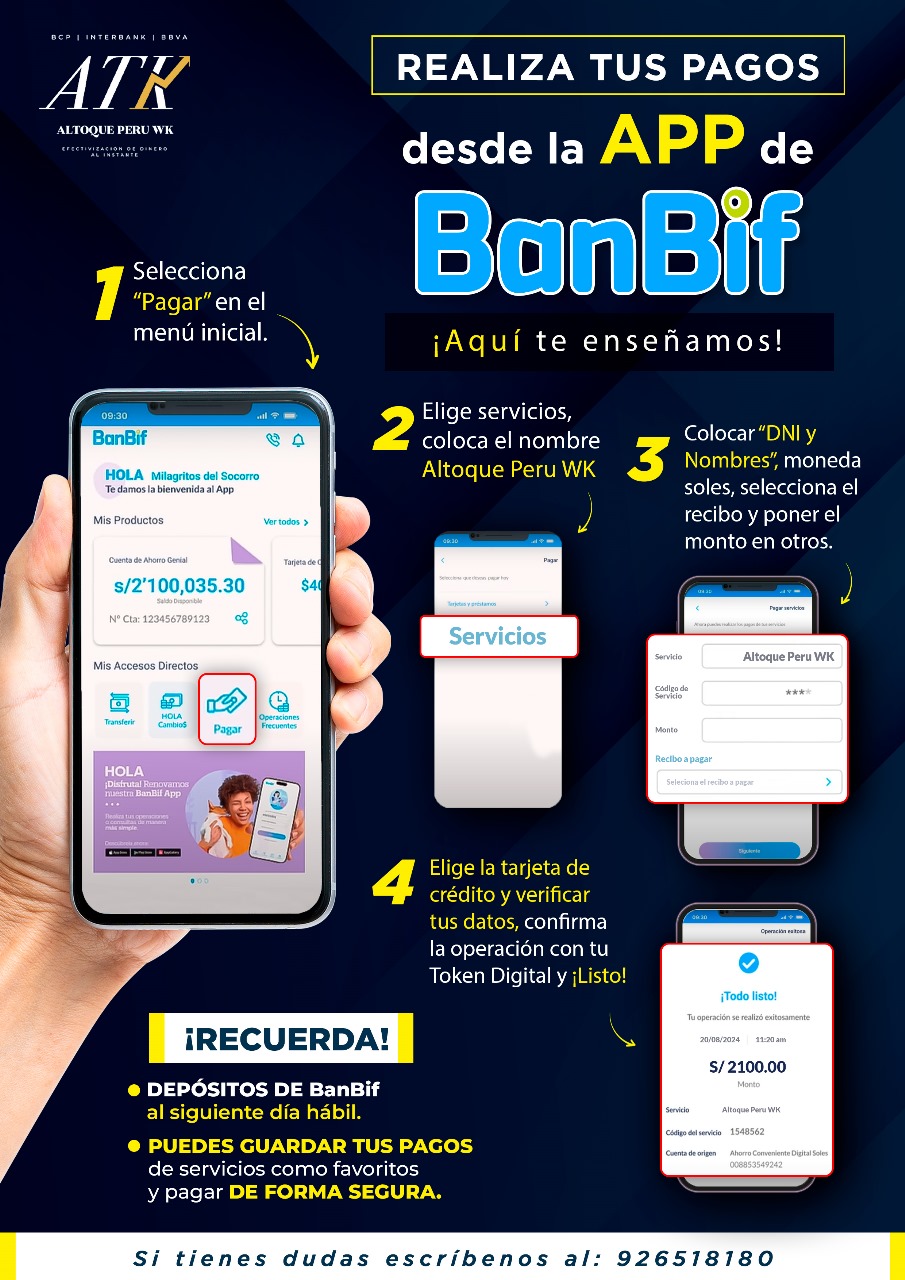 BCP | INTERBANK | BBVA
ATK
ALTOQUE PERU WK
EFECTIVIZACIÓN DE DINERO
AL INSTANTE
REALIZA TUS PAGOS
desde la APP de
BanBif
¡Aquí te enseñamos!
1 Selecciona
“Pagar” en el
menú inicial.
09:30
BanBif
HOLA Milagritos del Socorro
Te damos la bienvenida al App
Mis Productos
Ver todos >
Cuenta de Ahorro Genial
s/2'100,035.30
Saldo Disponible
N° Cta: 123456789123
Tarjeta de C
$40
Mis Accesos Directos
Transferir
HOLA
Cambio$
Pagar
Operaciones
Frecuentes
HOLA
¡Disfruta! Renovamos
nuestra BanBif App
Realiza tus operaciones
o consultas de manera
más simple.
2 Elige servicios,
coloca el nombre
Altoque Peru WK
09:30
Pagar
Selecciona que deseas pagar hoy
Tarjetas y préstamos >
Servicios
3 Colocar “DNI y
Nombres”, moneda
soles, selecciona el
recibo y poner el
monto en otros.
09:30
Pagar servicios
Ahora puedes realizar tus pagos de tus servicios
Servicio Altoque Peru WK
Código de
Servicio ****
Monto
Recibo a pagar
Seleciona el recibo a pagar >
Siguiente
4 Elige la tarjeta de
crédito y verificar
tus datos, confirma
la operación con tu
Token Digital y ¡Listo!
09:30
Operación exitosa
¡Todo listo!
Tu operación se realizó exitosamente
20/08/2024 | 11:20 am
S/ 2100.00
Monto
Servicio Altoque Peru WK
Código del servicio 1548562
Cuenta de origen Ahorro Conveniente Digital Soles
008853549242
¡RECUERDA!
DEPÓSITOS DE BanBif
al siguiente día hábil.
PUEDES GUARDAR TUS PAGOS
de servicios como favoritos
y pagar DE FORMA SEGURA.
Si tienes dudas escríbenos al: 926518180